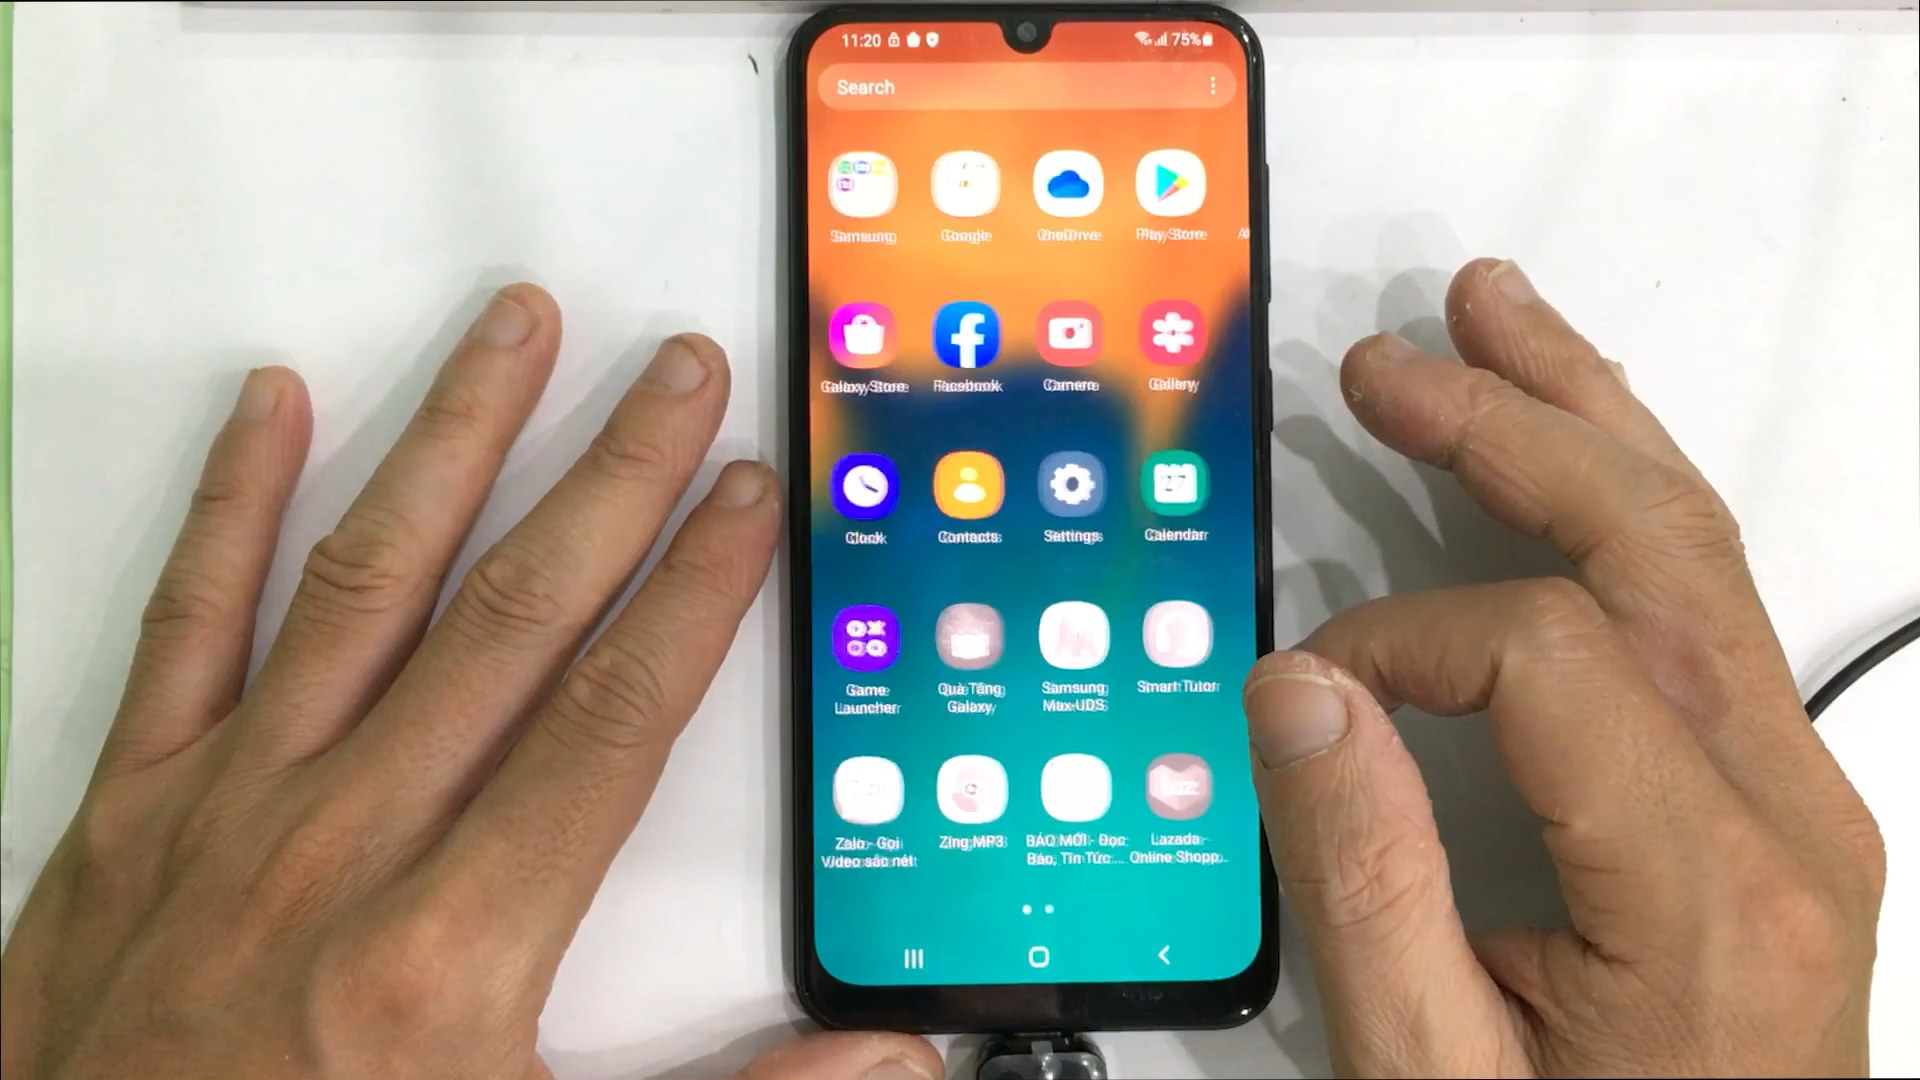 11:20 75%
Search
Samsung Google OneDrive Play Store
Galaxy Store Facebook Camera Gallery
27
Clock Contacts Settings Calendar
Game Launcher
Quà Tặng Galaxy
Samsung Max UDS
Smart Tutor
Zalo - Gọi Video sắc nét
Zing MP3
BÁO MỚI - Đọc Báo, Tin Tức...
Lazada - Online Shopp...